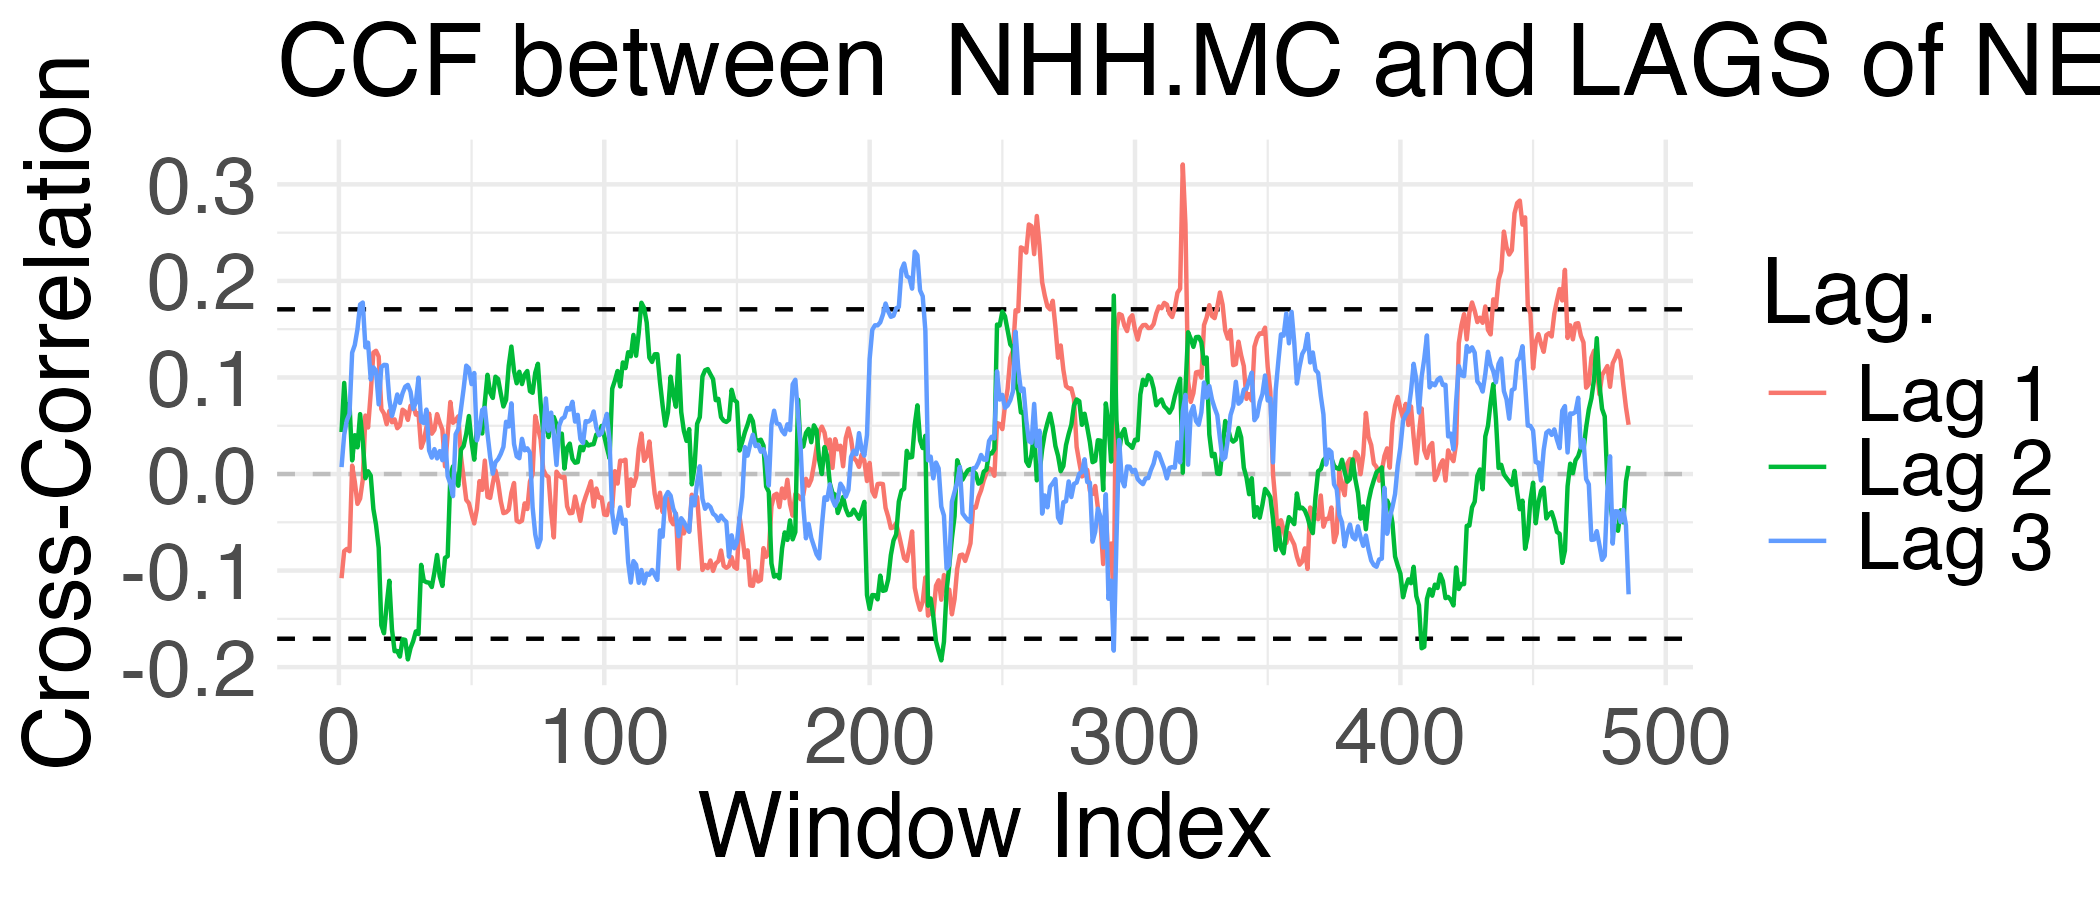 CCF between NHH.MC and LAGS of NE
Cross-Correlation
0.3
0.2
0.1
0.0
-0.1
-0.2
0 100 200 300 400 500
Window Index
Lag.
Lag 1
Lag 2
Lag 3